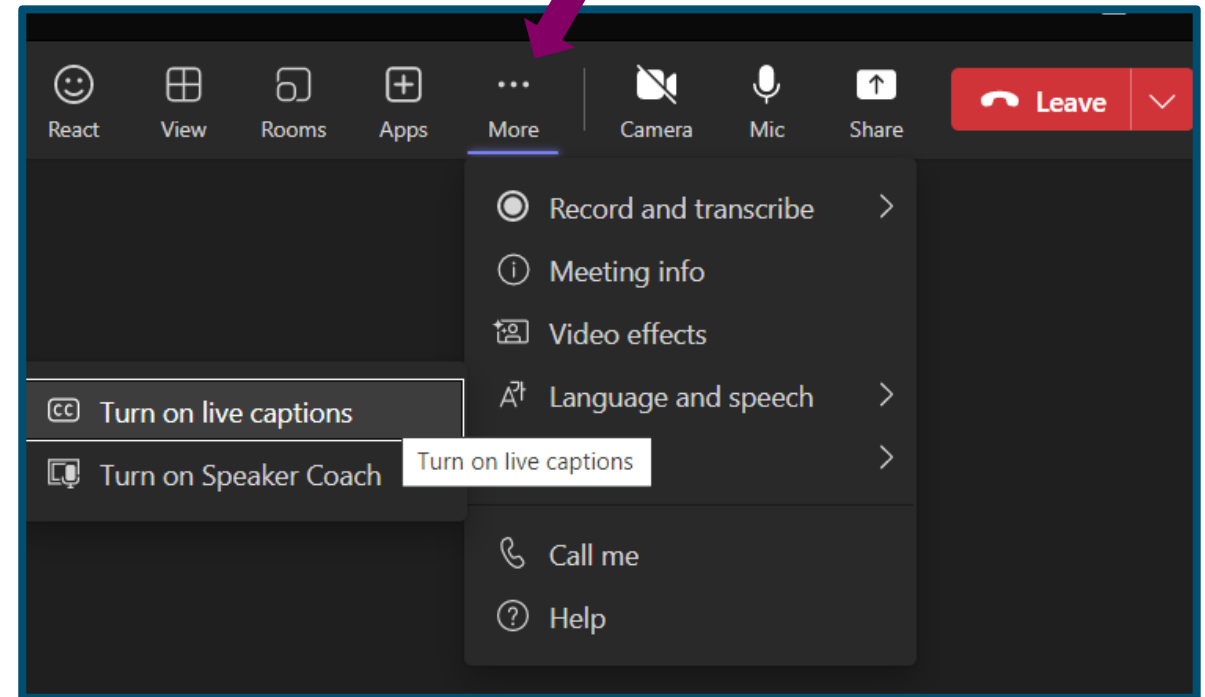 React View Rooms Apps More Camera Mic Share Leave
Record and transcribe
Meeting info
Video effects
Language and speech
Turn on live captions
Turn on live captions
Turn on Speaker Coach
Call me
Help